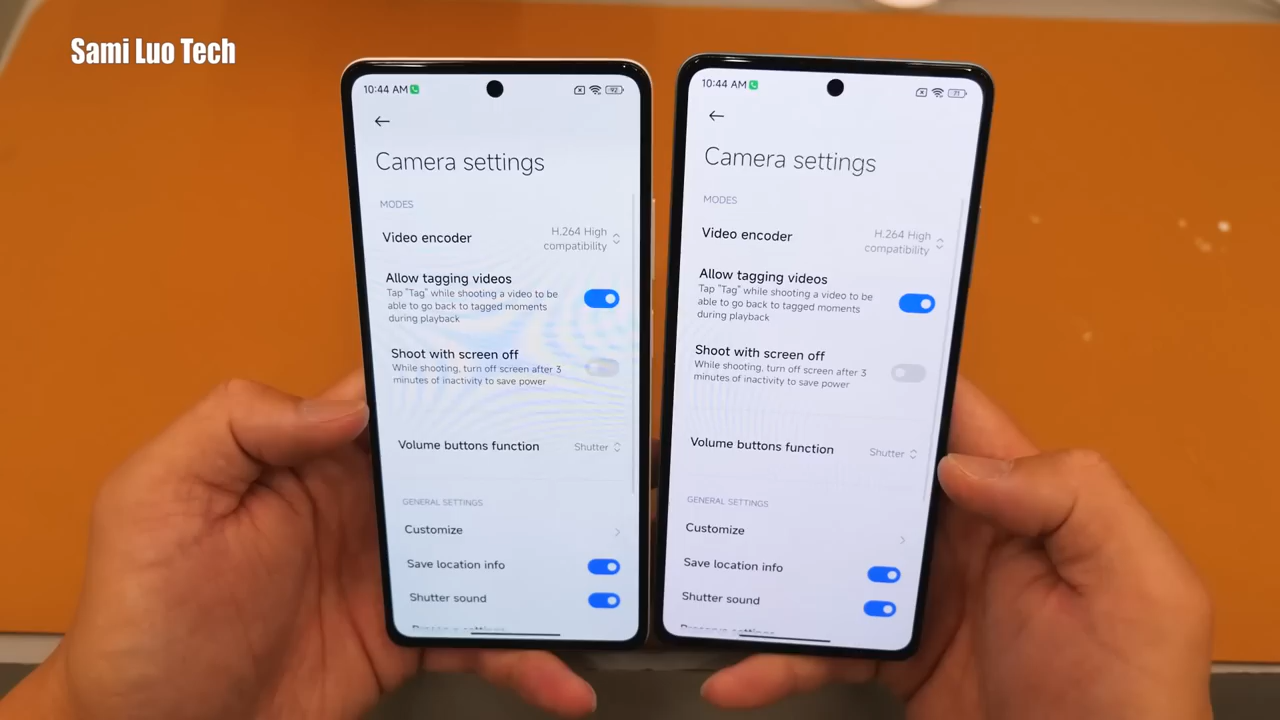 Sami Luo Tech
10:44 AM
92
Camera settings
MODES
Video encoder
H.264 High
compatibility
Allow tagging videos
Tap "Tag" while shooting a video to be
able to go back to tagged moments
during playback
Shoot with screen off
While shooting, turn off screen after 3
minutes of inactivity to save power
Volume buttons function
Shutter
GENERAL SETTINGS
Customize
Save location info
Shutter sound
10:44 AM
71
Camera settings
MODES
Video encoder
H.264 High
compatibility
Allow tagging videos
Tap "Tag" while shooting a video to be
able to go back to tagged moments
during playback
Shoot with screen off
While shooting, turn off screen after 3
minutes of inactivity to save power
Volume buttons function
Shutter
GENERAL SETTINGS
Customize
Save location info
Shutter sound